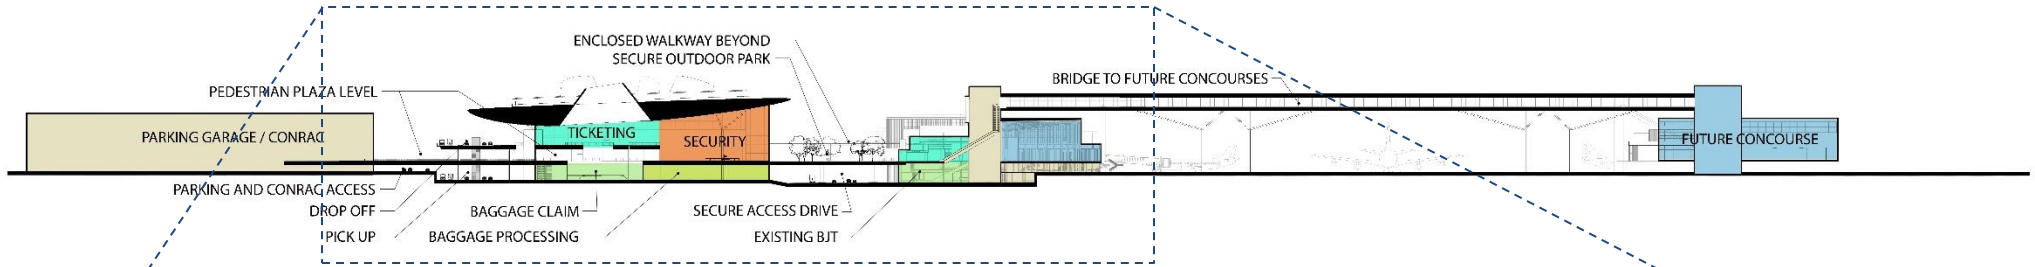 ENCLOSED WALKWAY BEYOND
SECURE OUTDOOR PARK
BRIDGE TO FUTURE CONCOURSES
PEDESTRIAN PLAZA LEVEL
PARKING GARAGE / CONRAC
TICKETING
SECURITY
FUTURE CONCOURSE
PARKING AND CONRAC ACCESS
DROP OFF
BAGGAGE CLAIM
SECURE ACCESS DRIVE
PICK UP
BAGGAGE PROCESSING
EXISTING BJT